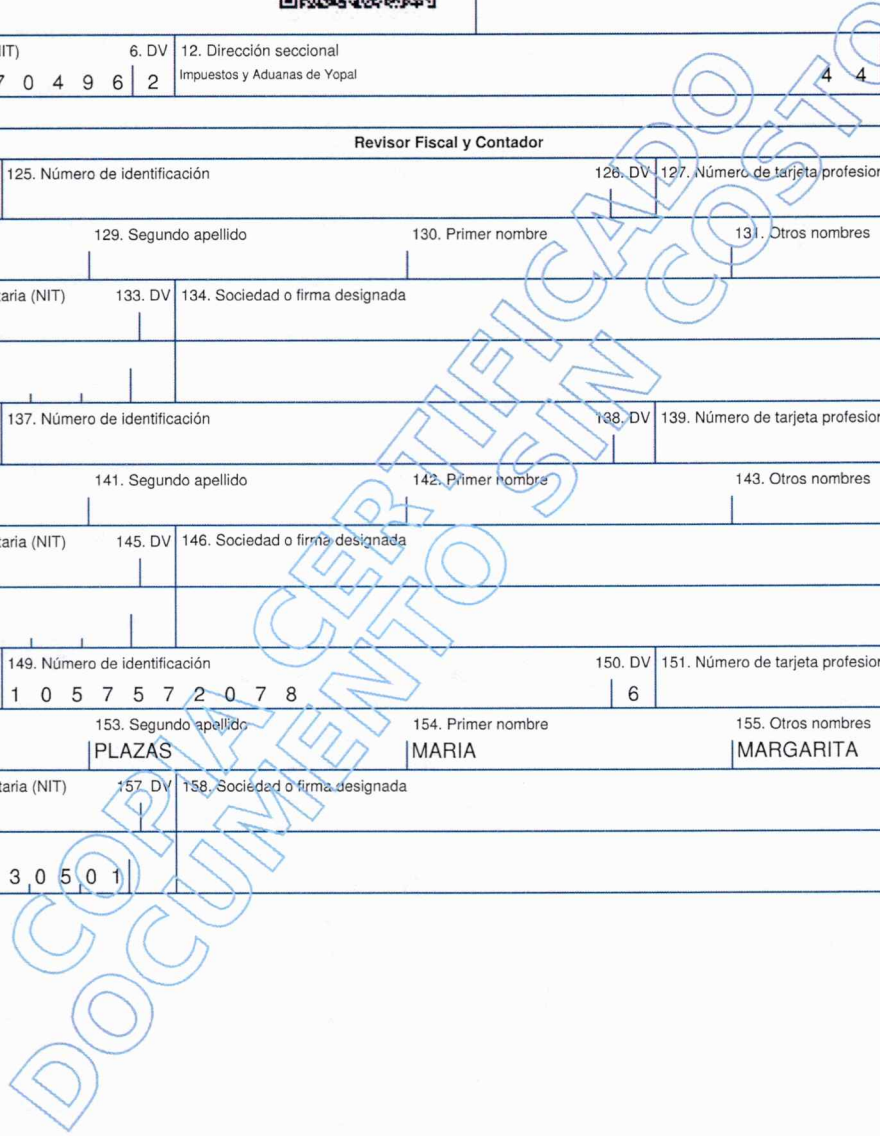 IT) 6. DV 12. Dirección seccional
7 0 4 9 6 2 Impuestos y Aduanas de Yopal 4 4
Revisor Fiscal y Contador
125. Número de identificación 126. DV 127. Número de tarjeta profesion
129. Segundo apellido 130. Primer nombre 131. Otros nombres
taria (NIT) 133. DV 134. Sociedad o firma designada
137. Número de identificación 138. DV 139. Número de tarjeta profesion
141. Segundo apellido 142. Primer nombre 143. Otros nombres
taria (NIT) 145. DV 146. Sociedad o firma designada
149. Número de identificación 150. DV 151. Número de tarjeta profesion
1 0 5 7 5 7 2 0 7 8 6
153. Segundo apellido 154. Primer nombre 155. Otros nombres
PLAZAS MARIA MARGARITA
taria (NIT) 157. DV 158. Sociedad o firma designada
3 0 5 0 1
COPIA CERTIFICADO
DOCUMENTO SIN COSTO